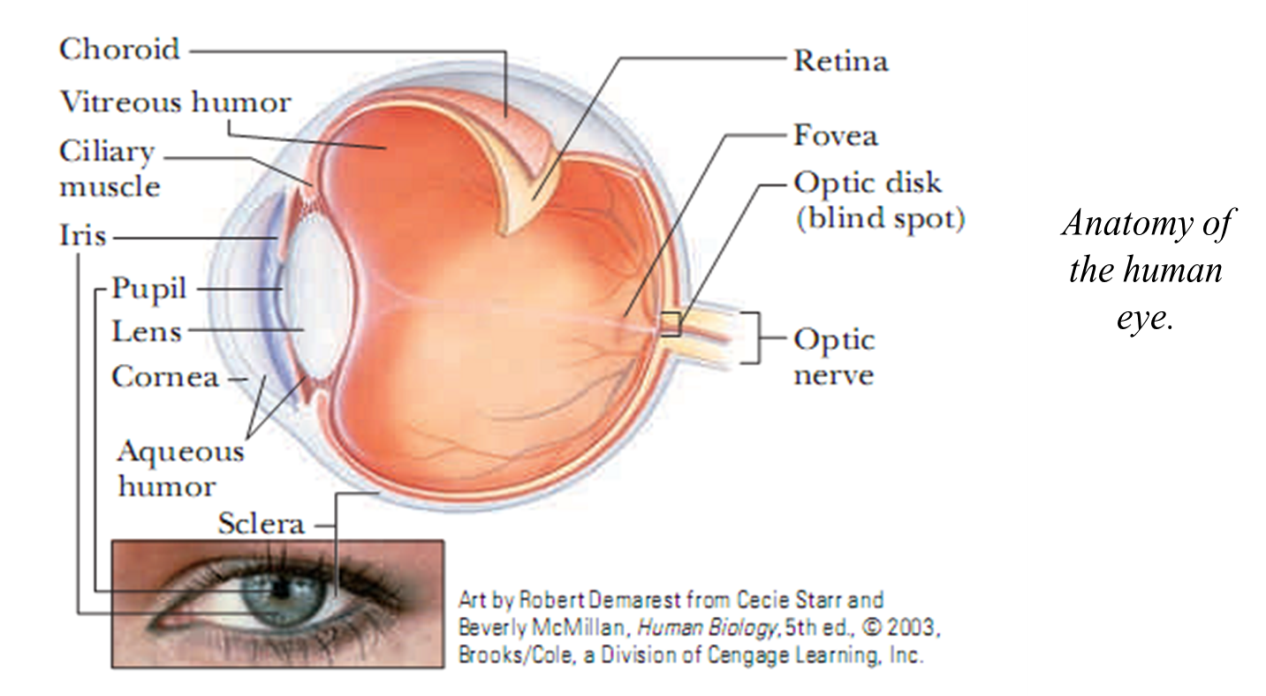 Choroid
Vitreous humor
Ciliary
muscle
Iris
Pupil
Lens
Cornea
Aqueous
humor
Sclera
Retina
Fovea
Optic disk
(blind spot)
Optic
nerve
Anatomy of
the human
eye.
Art by Robert Demarest from Cecie Starr and
Beverly McMillan, Human Biology, 5th ed., © 2003,
Brooks/Cole, a Division of Cengage Learning, Inc.